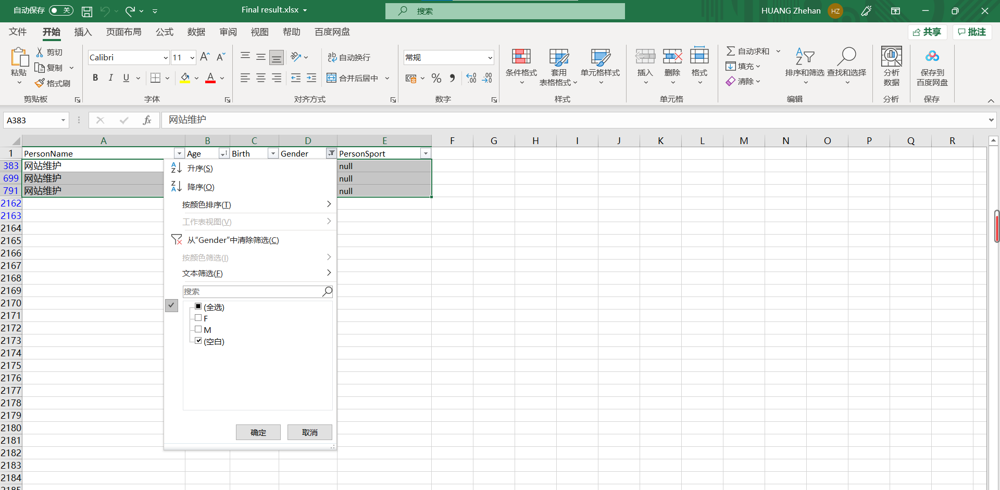 自动保存 关 Final result.xlsx 搜索 HUANG Zhehan HZ
文件 开始 插入 页面布局 公式 数据 审阅 视图 帮助 百度网盘 共享 批注
粘贴 剪切 复制 格式刷 剪贴板
Calibri 11 B I U A 字体
自动换行 合并后居中 对齐方式
常规 % 数字
条件格式 套用 表格格式 单元格样式 样式
插入 删除 格式 单元格
自动求和 填充 清除 排序和筛选 查找和选择 编辑
分析 数据 分析
保存到 百度网盘 保存
A383 fx 网站维护
A B C D E F G H I J K L M N O P Q R
1 PersonName Age Birth Gender PersonSport
383 网站维护 null
699 网站维护 null
791 网站维护 null
2162
2163
2164
2165
2166
2167
2168
2169
2170
2171
2172
2173
2174
2175
2176
2177
2178
2179
2180
2181
2182
2183
2184
2185
升序(S)
降序(O)
按颜色排序(T)
工作表视图(V)
从“Gender”中清除筛选(C)
按颜色筛选(I)
文本筛选(F)
搜索
(全选)
F
M
(空白)
确定 取消